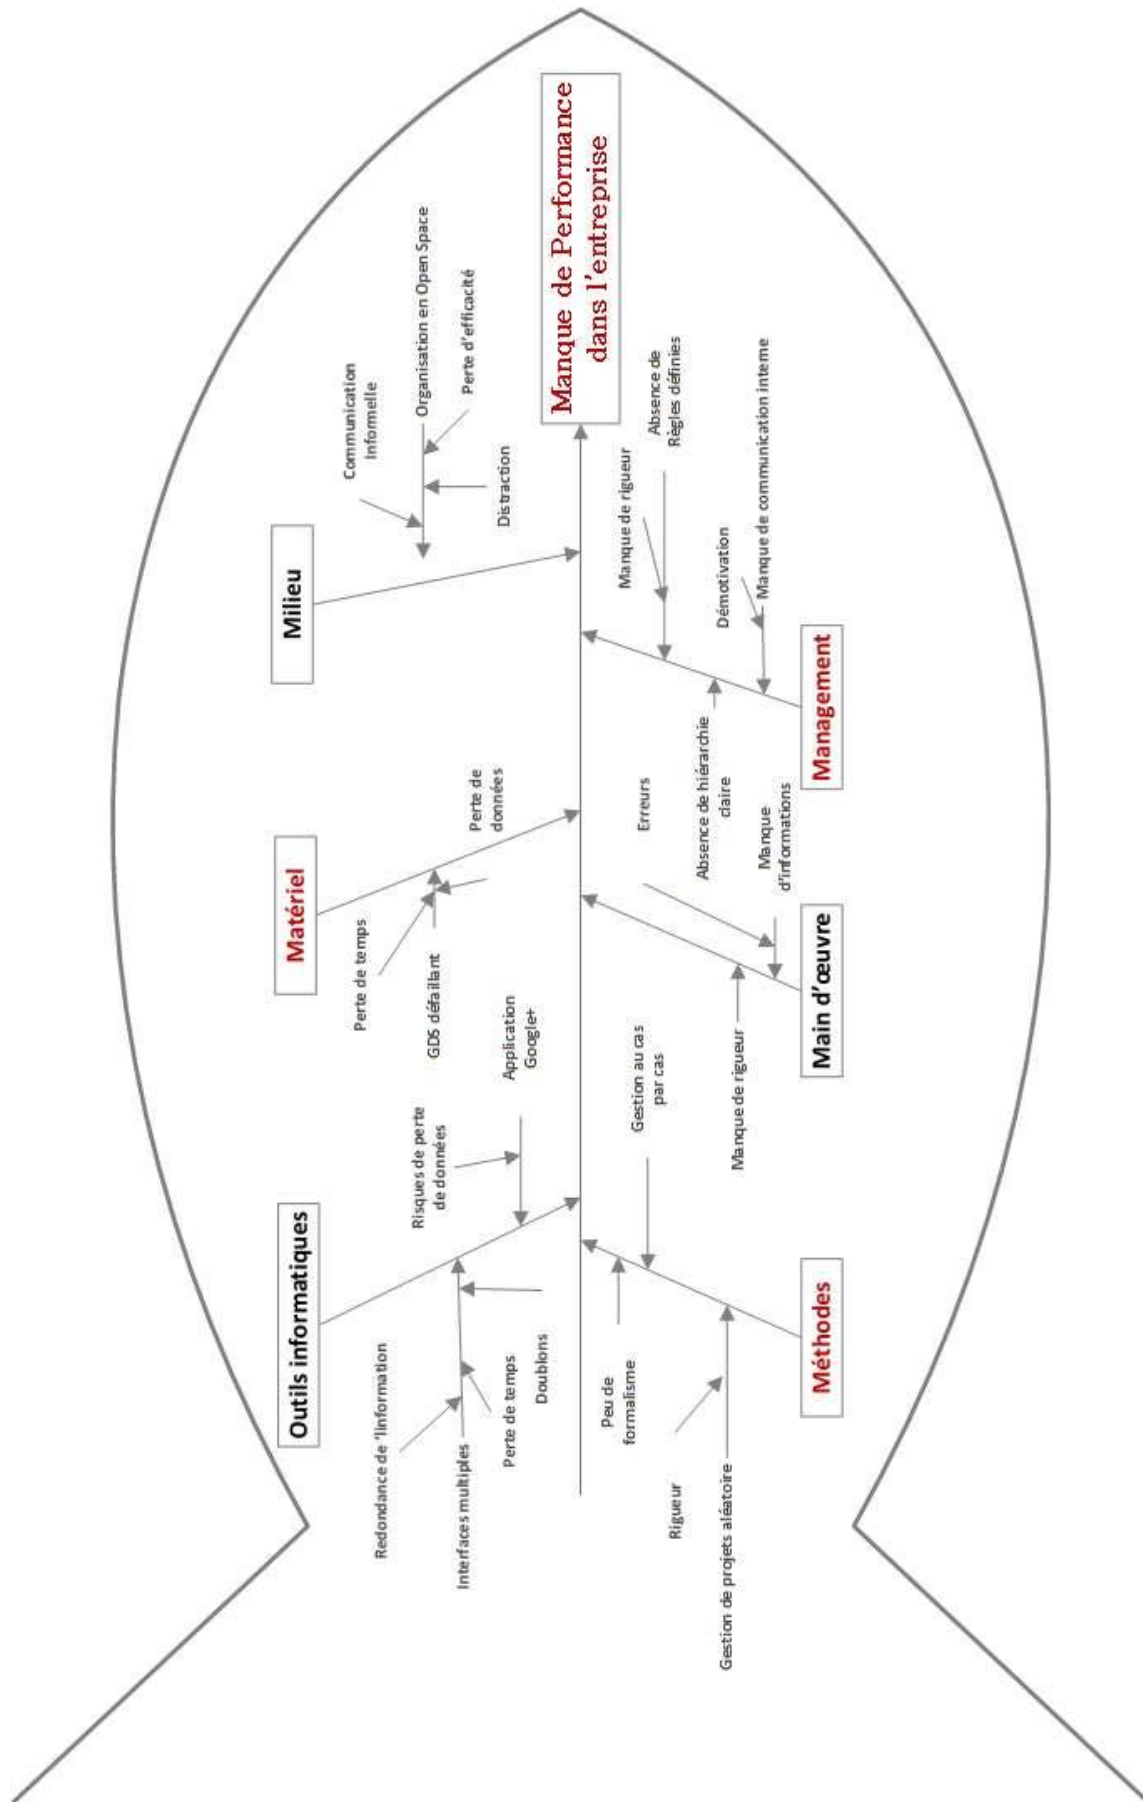 Outils informatiques
Matériel
Milieu
Redondance de 'linformation
Interfaces multiples
Perte de temps
Doublons
Risques de perte
de données
Application
Google+
Perte de temps
GDS défaillant
Perte de
données
Communication
Informelle
Organisation en Open Space
Perte d'efficacité
Distraction
Manque de Performance
dans l'entreprise
Peu de
formalisme
Rigueur
Gestion de projets aléatoire
Gestion au cas
par cas
Manque de rigueur
Erreurs
Manque
d'informations
Absence de hiérarchie
claire
Manque de rigueur
Absence de
Règles définies
Démotivation
Manque de communication interne
Méthodes
Main d'œuvre
Management